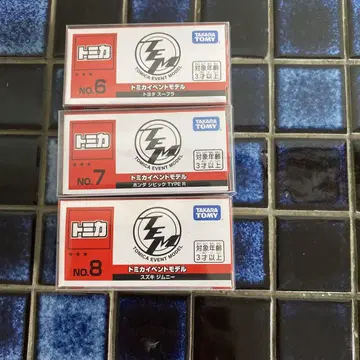 トミカ
★★★
NO.6
TEM
TOMICA EVENT MODEL
TAKARA
TOMY
対象年齢
3才以上
トミカイベントモデル
トヨタ スープラ
トミカ
★★★
NO.7
TEM
TOMICA EVENT MODEL
TAKARA
TOMY
対象年齢
3才以上
トミカイベントモデル
ホンダ シビック TYPE R
トミカ
★★★
NO.8
TEM
TOMICA EVENT MODEL
TAKARA
TOMY
対象年齢
3才以上
トミカイベントモデル
スズキ ジムニー